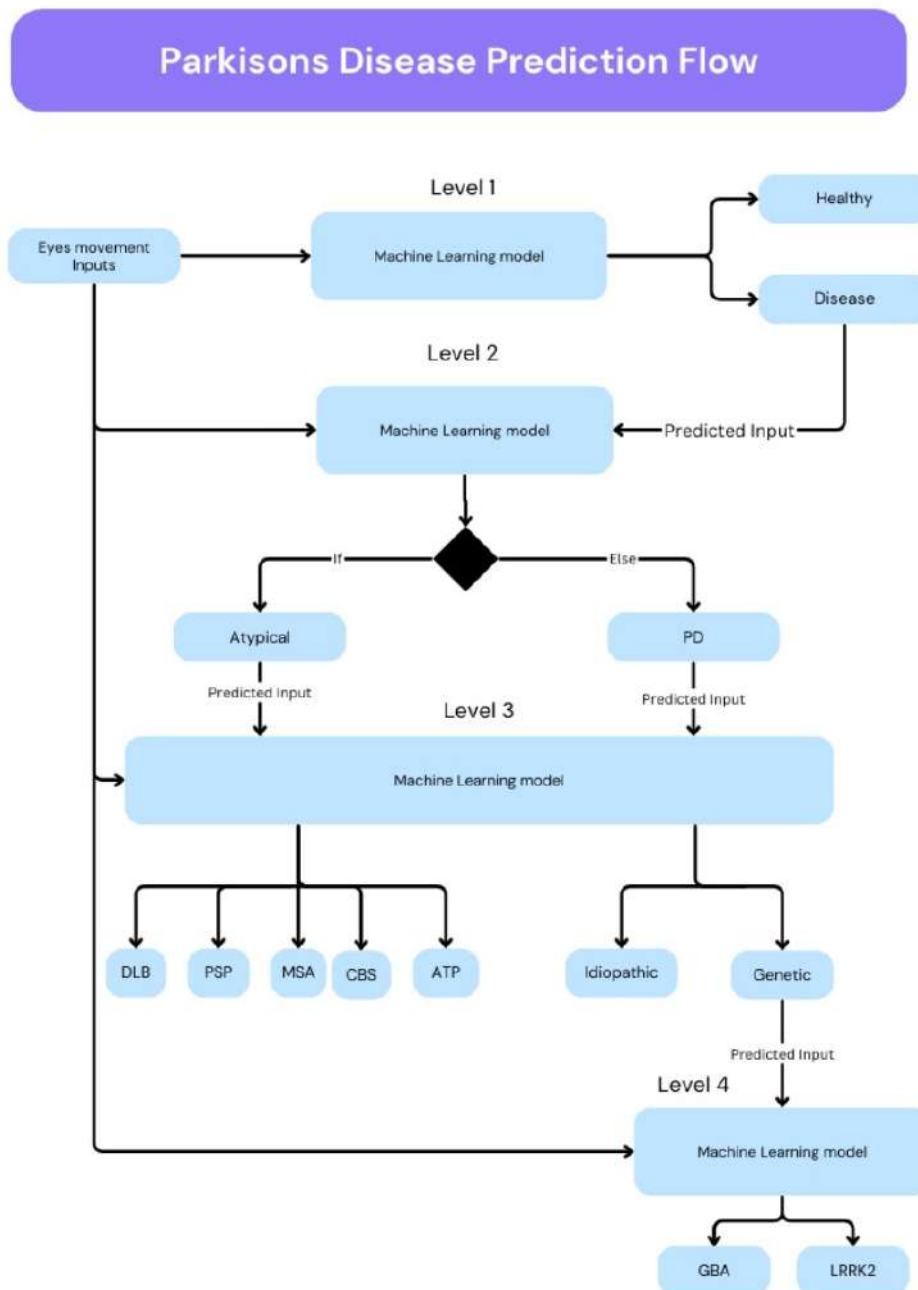 Parkisons Disease Prediction Flow
Level 1
Healthy
Eyes movement
Inputs
Machine Learning model
Disease
Level 2
Machine Learning model
Predicted Input
If
Else
Atypical
PD
Predicted Input
Predicted Input
Level 3
Machine Learning model
DLB
PSP
MSA
CBS
ATP
Idiopathic
Genetic
Predicted Input
Level 4
Machine Learning model
GBA
LRRK2